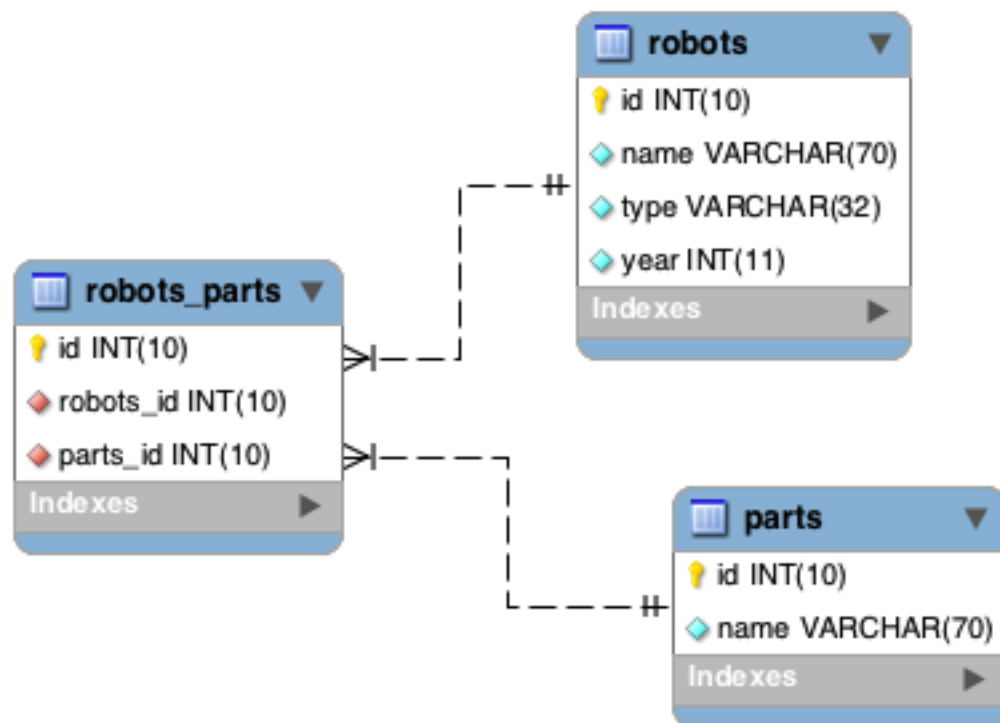 robots
id INT(10)
name VARCHAR(70)
type VARCHAR(32)
year INT(11)
Indexes
robots_parts
id INT(10)
robots_id INT(10)
parts_id INT(10)
Indexes
parts
id INT(10)
name VARCHAR(70)
Indexes